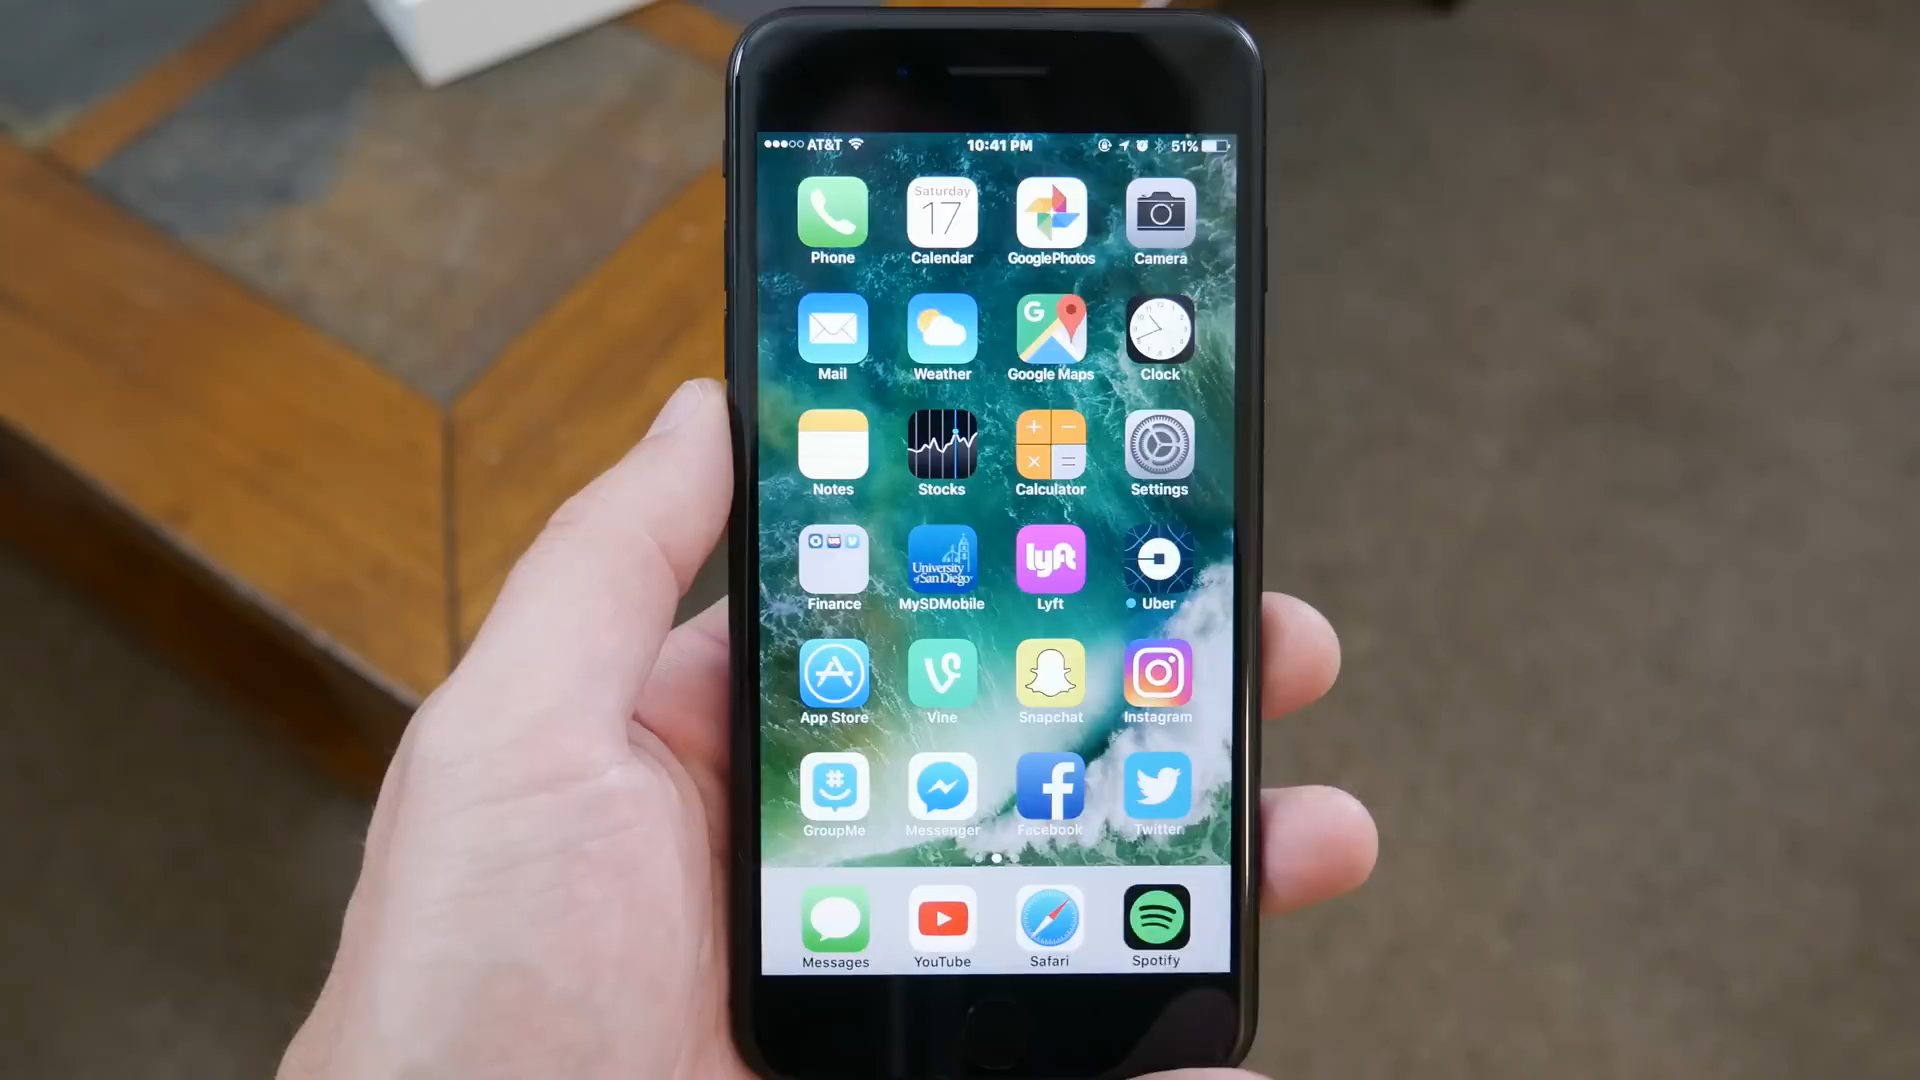 AT&T 10:41 PM 51%
Saturday
17
Phone Calendar GooglePhotos Camera
G
Mail Weather Google Maps Clock
Notes Stocks Calculator Settings
University
of San Diego
lyft
Finance MySDMobile Lyft Uber
App Store Vine Snapchat Instagram
GroupMe Messenger Facebook Twitter
Messages YouTube Safari Spotify